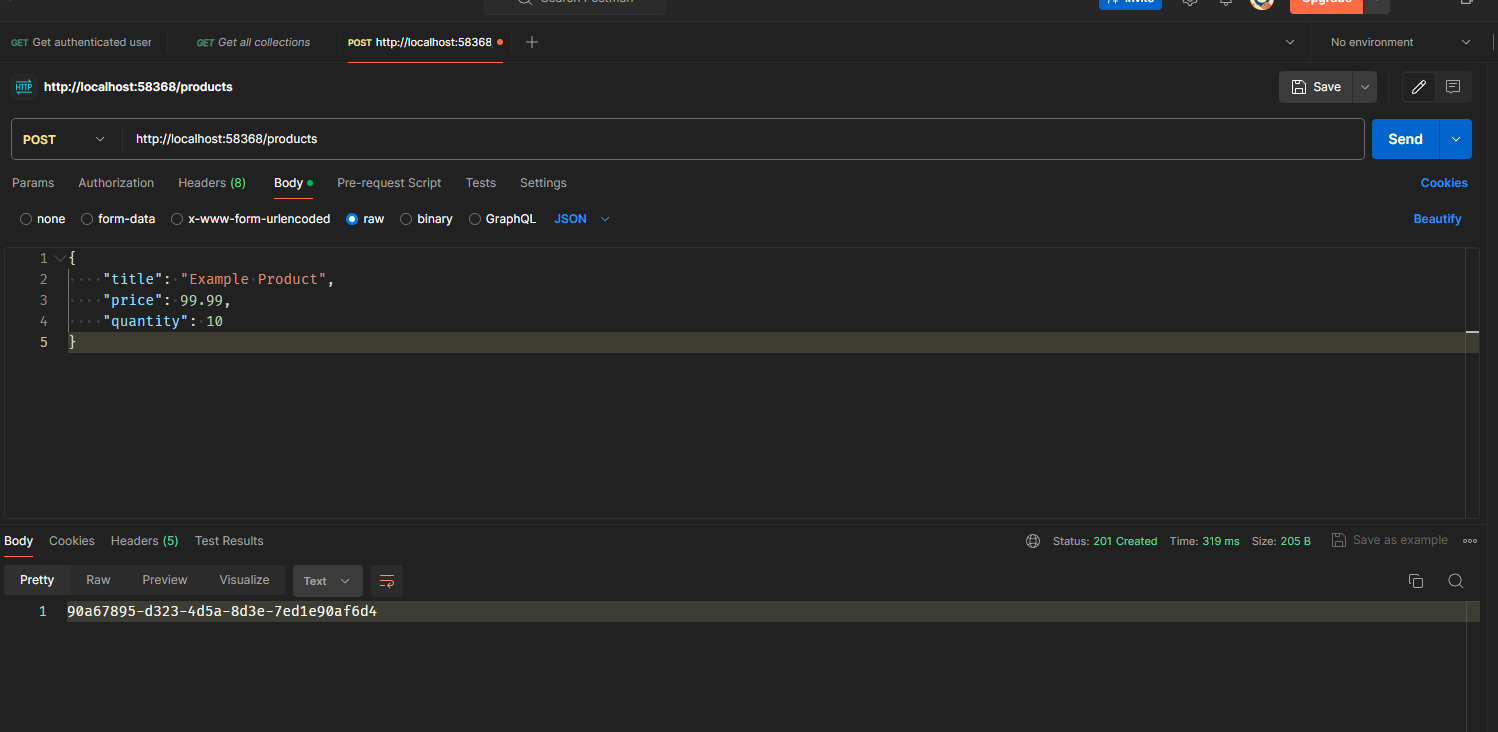 Search Postman
Invite
Upgrade
GET Get authenticated user
GET Get all collections
POST http://localhost:58368
No environment
HTTP http://localhost:58368/products
Save
POST http://localhost:58368/products
Send
Params Authorization Headers (8) Body Pre-request Script Tests Settings Cookies
none form-data x-www-form-urlencoded raw binary GraphQL JSON Beautify
1 {
2 "title": "Example Product",
3 "price": 99.99,
4 "quantity": 10
5 }
Body Cookies Headers (5) Test Results Status: 201 Created Time: 319 ms Size: 205 B Save as example
Pretty Raw Preview Visualize Text
1 90a67895-d323-4d5a-8d3e-7ed1e90af6d4